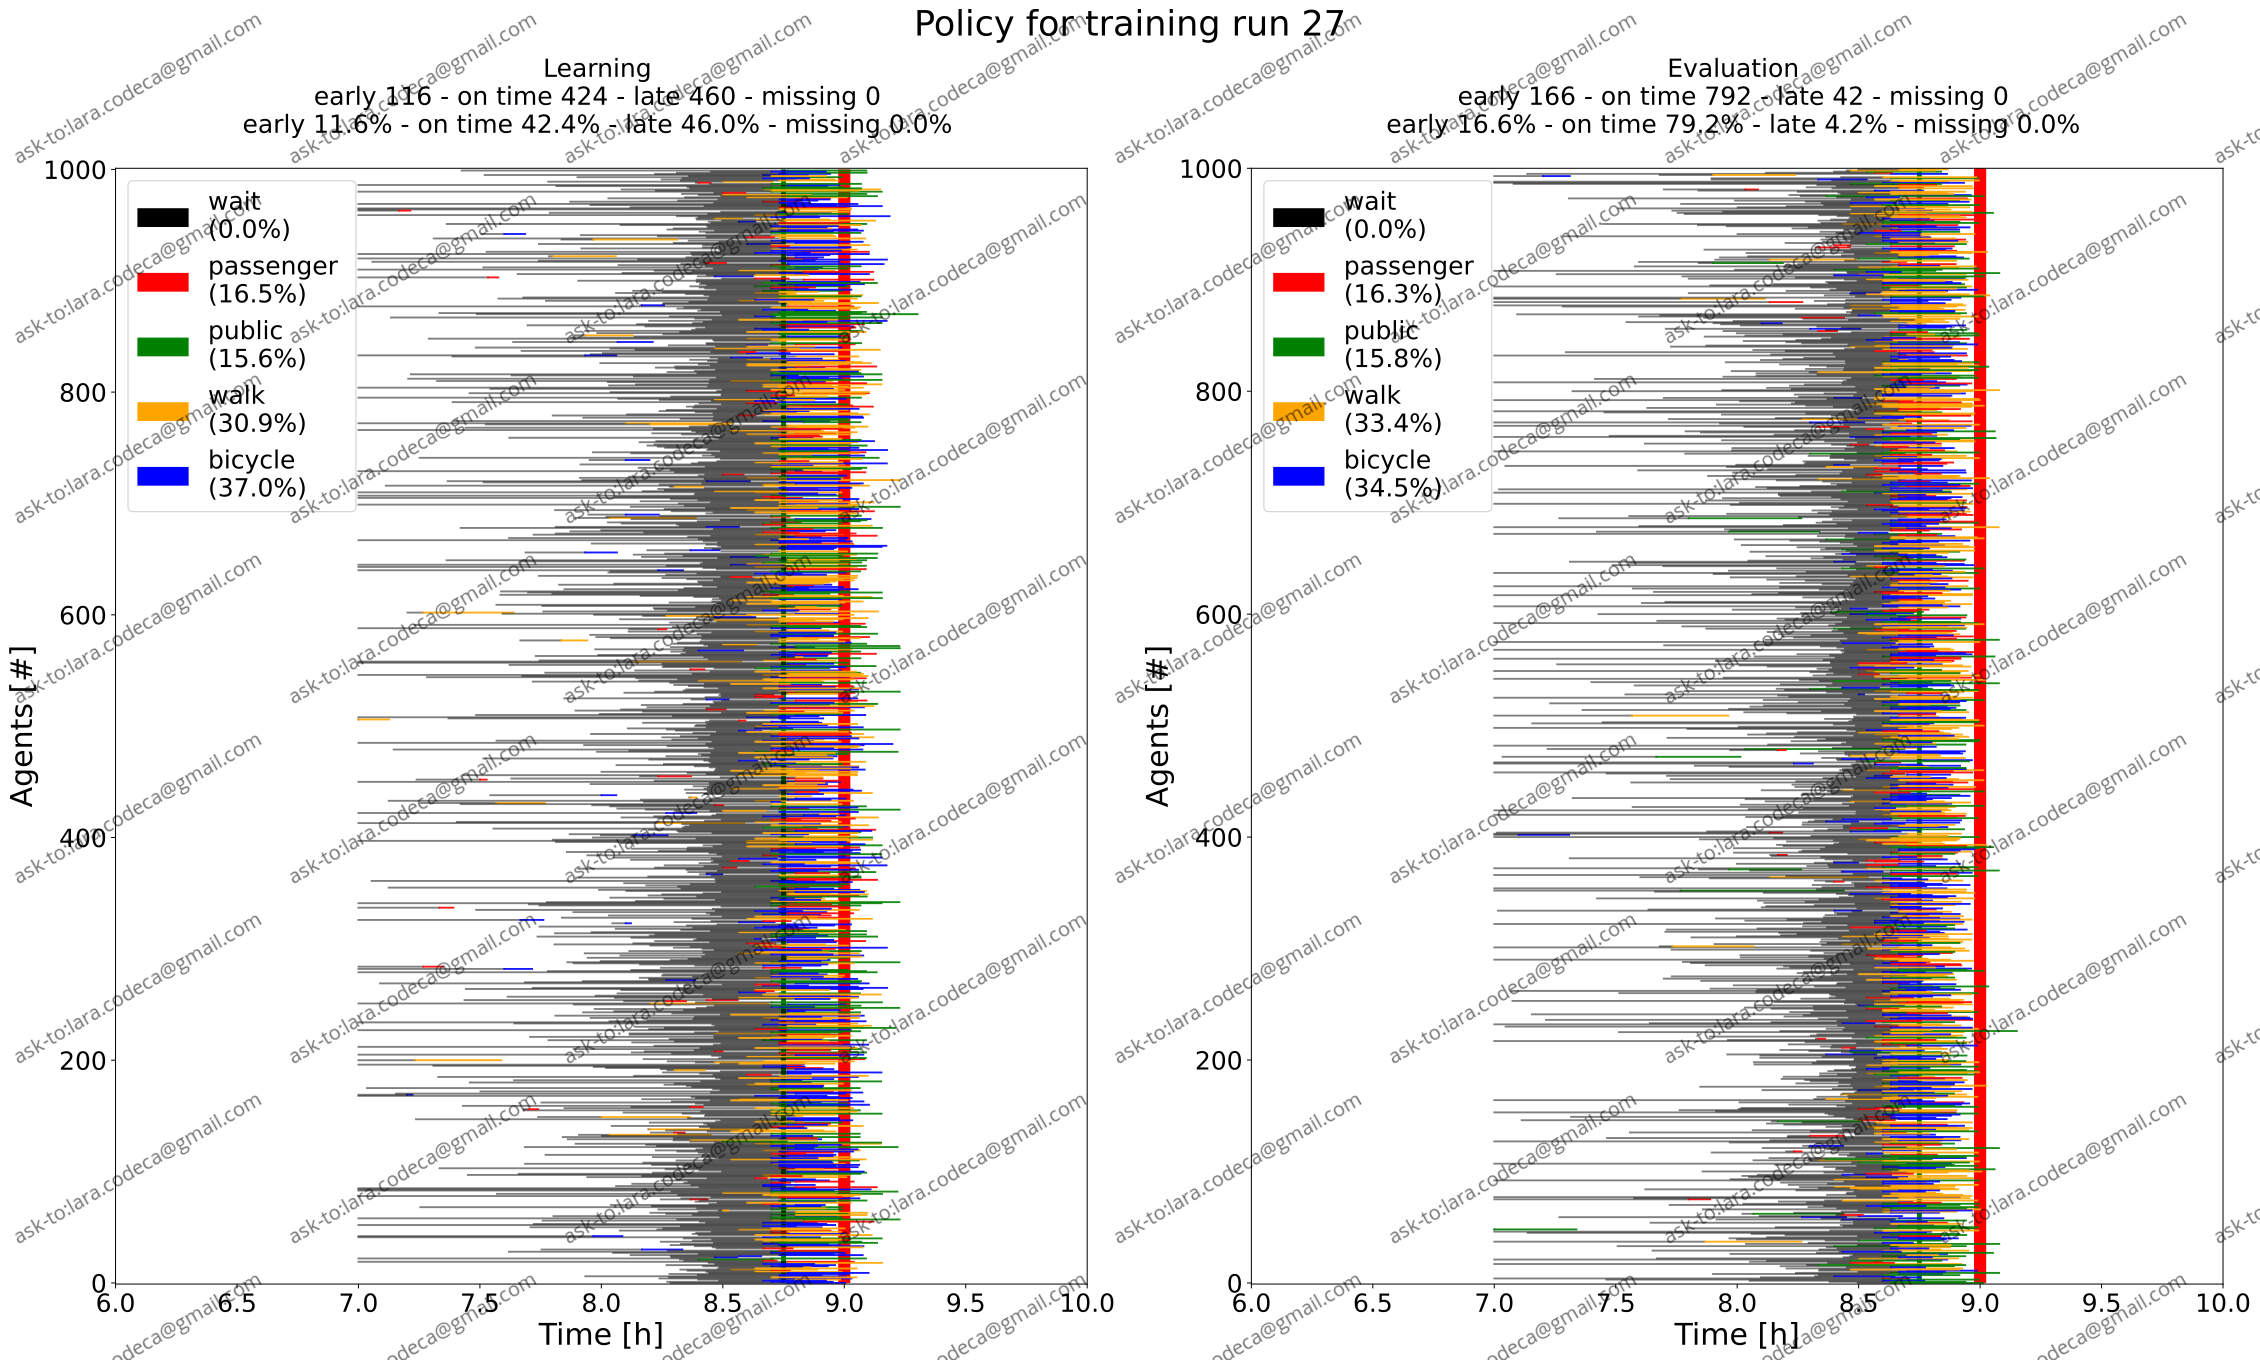 Policy for training run 27
Learning
early 116 - on time 424 - late 460 - missing 0
early 11.6% - on time 42.4% - late 46.0% - missing 0.0%
Agents [#]
1000
800
600
400
200
0
wait
(0.0%)
passenger
(16.5%)
public
(15.6%)
walk
(30.9%)
bicycle
(37.0%)
6.0 6.5 7.0 7.5 8.0 8.5 9.0 9.5 10.0
Time [h]
Evaluation
early 166 - on time 792 - late 42 - missing 0
early 16.6% - on time 79.2% - late 4.2% - missing 0.0%
Agents [#]
1000
800
600
400
200
0
wait
(0.0%)
passenger
(16.3%)
public
(15.8%)
walk
(33.4%)
bicycle
(34.5%)
6.0 6.5 7.0 7.5 8.0 8.5 9.0 9.5 10.0
Time [h]
ask-to:lara.codeca@gmail.com